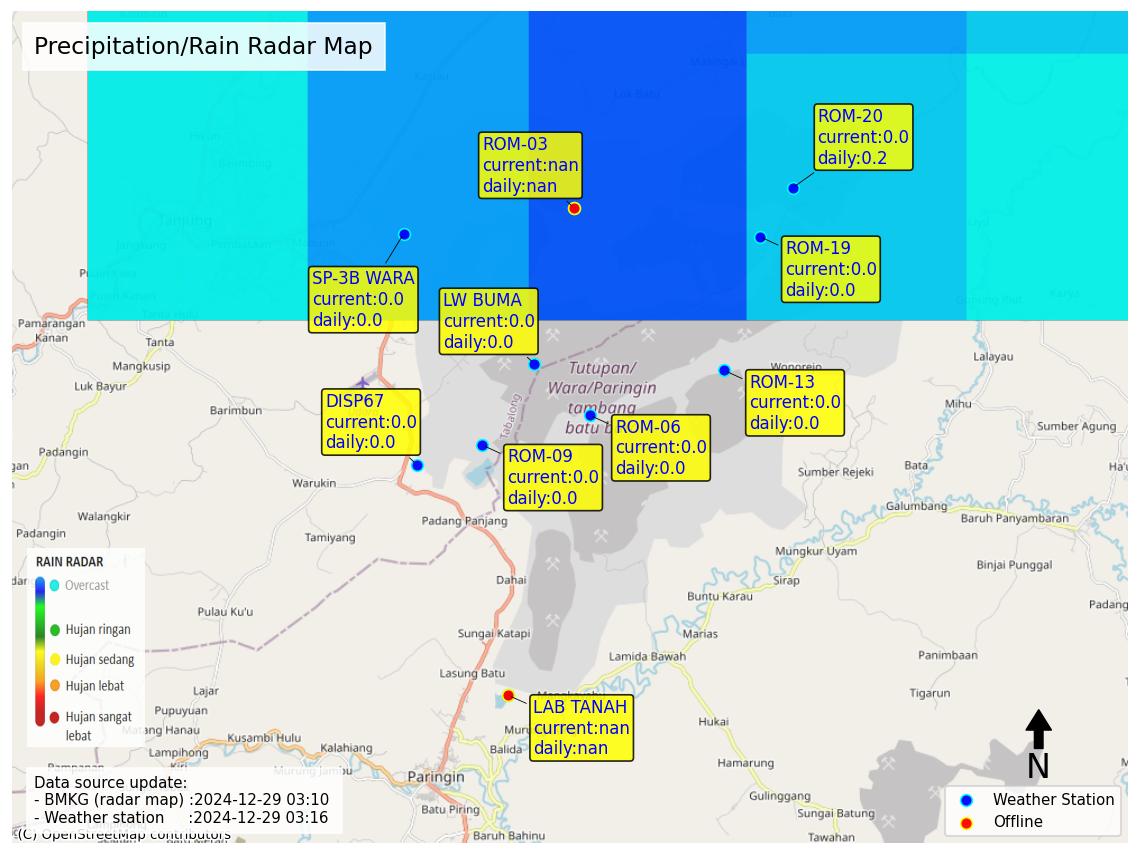 Precipitation/Rain Radar Map
ROM-20
current:0.0
daily:0.2
ROM-03
current:nan
daily:nan
ROM-19
current:0.0
daily:0.0
SP-3B WARA
current:0.0
daily:0.0
LW BUMA
current:0.0
daily:0.0
Tanjung
Pamarangan
Kanan
Tanta
Mangkusip
Luk Bayur
Barimbun
Tutupan/
Wara/Paringin
tambang
batu b
Tabalong
Wonorejo
Lalayau
Mihu
ROM-13
current:0.0
daily:0.0
DISP67
current:0.0
daily:0.0
ROM-06
current:0.0
daily:0.0
ROM-09
current:0.0
daily:0.0
Sumber Agung
Padangin
Sumber Rejeki
Bata
Warukin
Galumbang
Walangkir
Padang Panjang
Baruh Panyambaran
Padangin
Tamiyang
Mungkur Uyam
Binjai Punggal
Dahai
Sirap
Buntu Karau
Padang
Pulau Ku'u
Sungai Katapi
Marias
Lamida Bawah
Panimbaan
Lasung Batu
Lajar
Tigarun
Pupuyuan
Hukai
LAB TANAH
current:nan
daily:nan
Matang Hanau
Kusambi Hulu
Kalahiang
Balida
Lampihong
Hamarung
Murung Jambu
Paringin
Gulinggang
Batu Piring
Sungai Batung
Baruh Bahinu
Tawahan
RAIN RADAR
Overcast
Hujan ringan
Hujan sedang
Hujan lebat
Hujan sangat
lebat
Data source update:
- BMKG (radar map) :2024-12-29 03:10
- Weather station :2024-12-29 03:16
(C) OpenStreetMap contributors
N
Weather Station
Offline